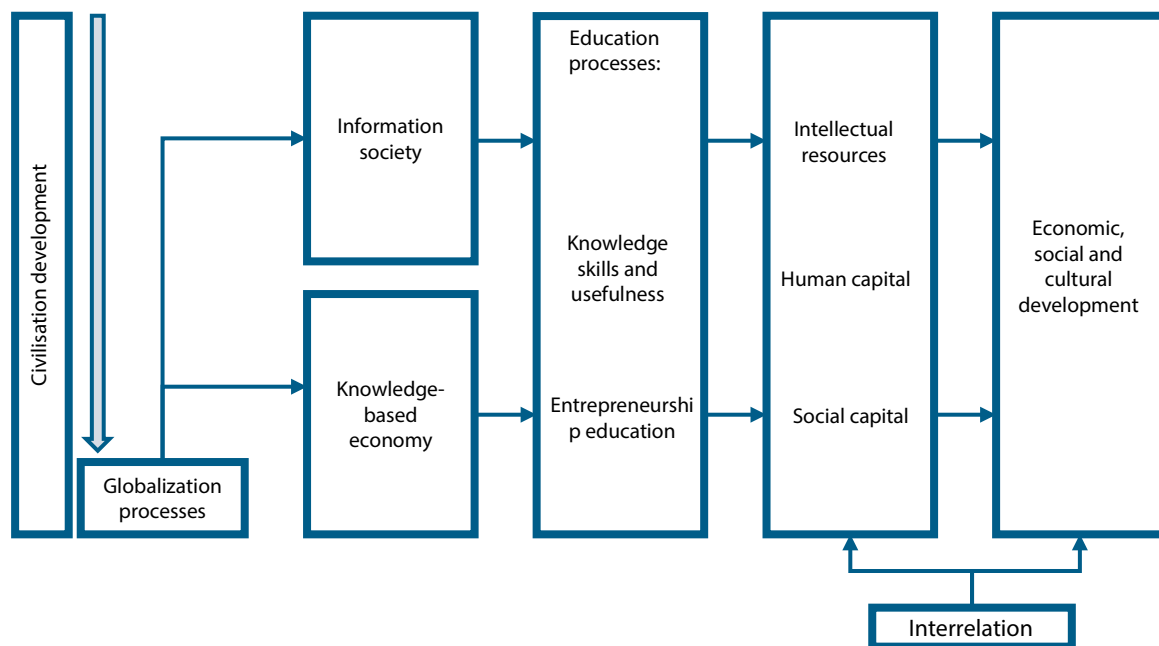 Civilisation development
Globalization
processes
Information
society
Knowledge-
based
economy
Education
processes:
Knowledge
skills and
usefulness
Entrepreneurshi
p education
Intellectual
resources
Human capital
Social capital
Economic,
social and
cultural
development
Interrelation